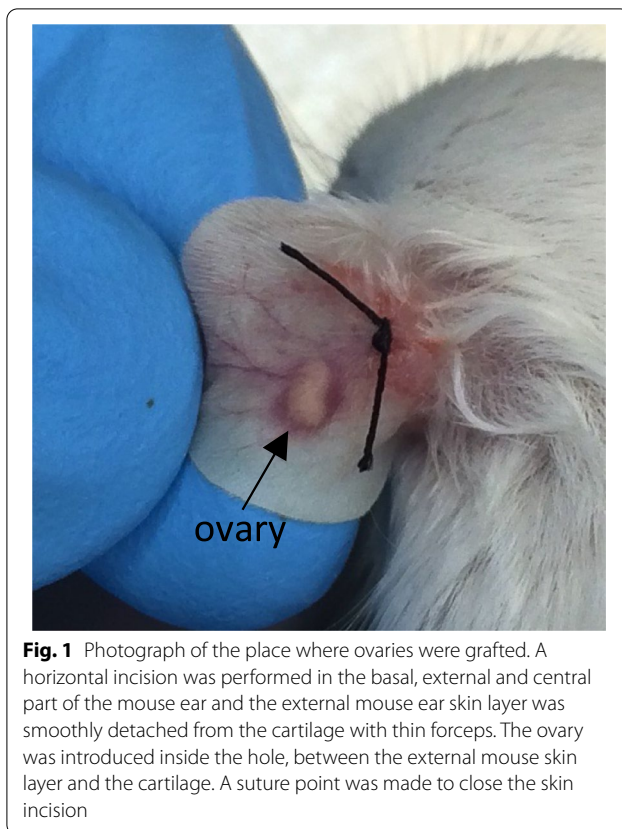 ovary
Fig. 1 Photograph of the place where ovaries were grafted. A
horizontal incision was performed in the basal, external and central
part of the mouse ear and the external mouse ear skin layer was
smoothly detached from the cartilage with thin forceps. The ovary
was introduced inside the hole, between the external mouse skin
layer and the cartilage. A suture point was made to close the skin
incision